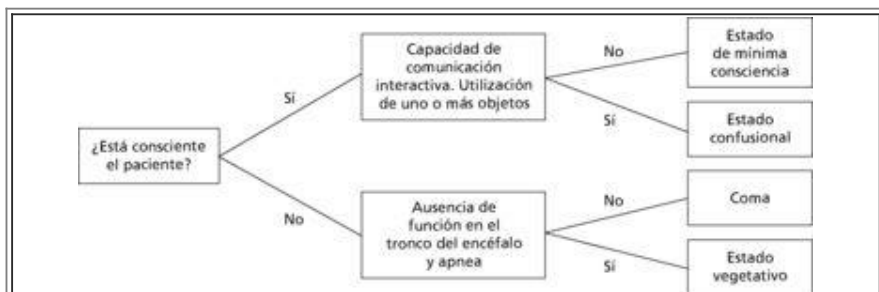 ¿Está consciente
el paciente?
Sí
No
Capacidad de
comunicación
interactiva. Utilización
de uno o más objetos
No
Sí
Estado
de mínima
consciencia
Estado
confusional
Ausencia de
función en el
tronco del encéfalo
y apnea
No
Sí
Coma
Estado
vegetativo